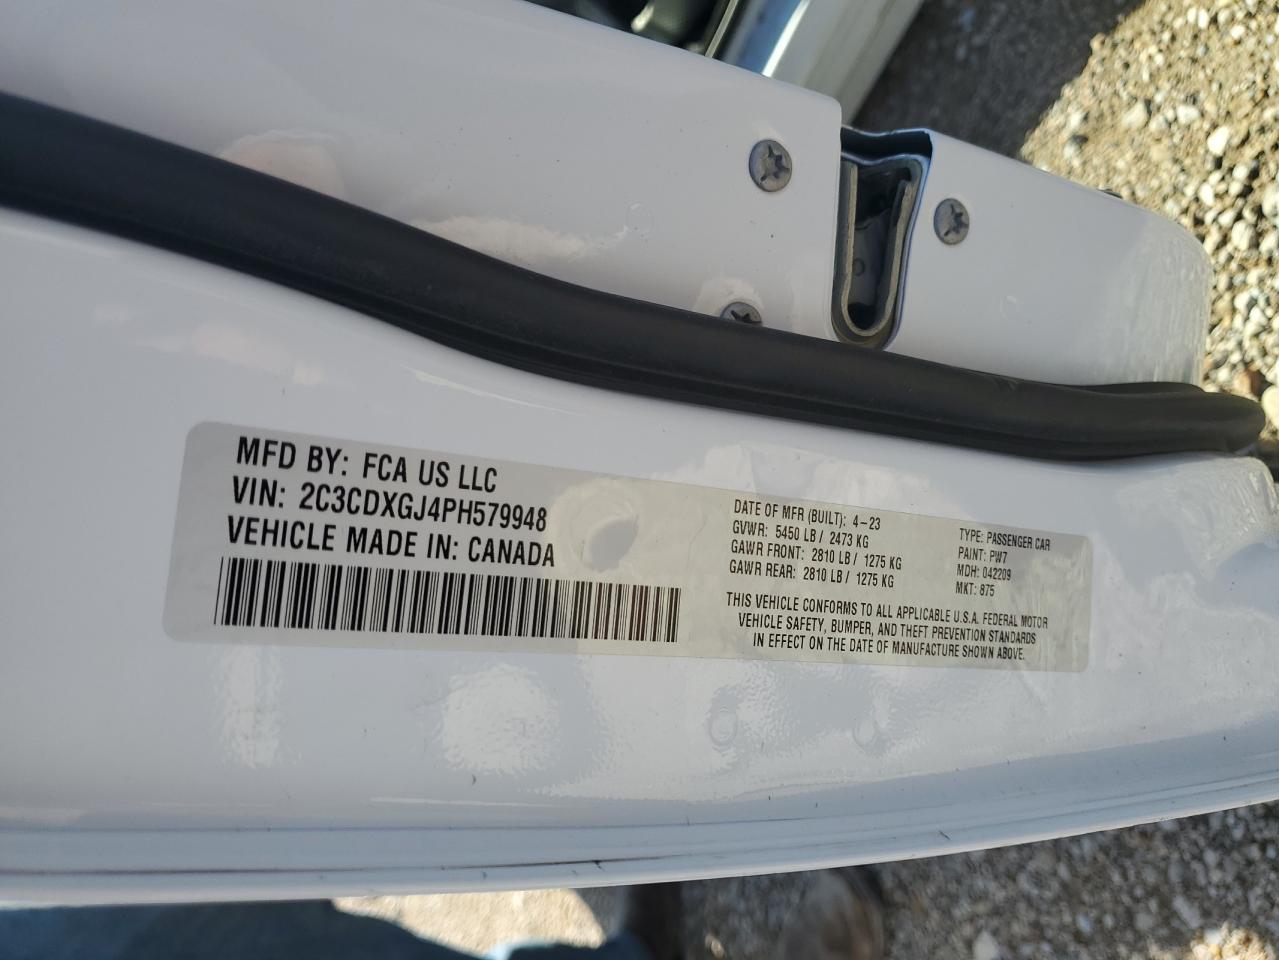 MFD BY: FCA US LLC
VIN: 2C3CDXGJ4PH579948
VEHICLE MADE IN: CANADA
DATE OF MFR (BUILT): 4-23
GVWR: 5450 LB / 2473 KG
GAWR FRONT: 2810 LB / 1275 KG
GAWR REAR: 2810 LB / 1275 KG
TYPE: PASSENGER CAR
PAINT: PW7
MDH: 042209
MKT: 875
THIS VEHICLE CONFORMS TO ALL APPLICABLE U.S.A. FEDERAL MOTOR
VEHICLE SAFETY, BUMPER, AND THEFT PREVENTION STANDARDS
IN EFFECT ON THE DATE OF MANUFACTURE SHOWN ABOVE.